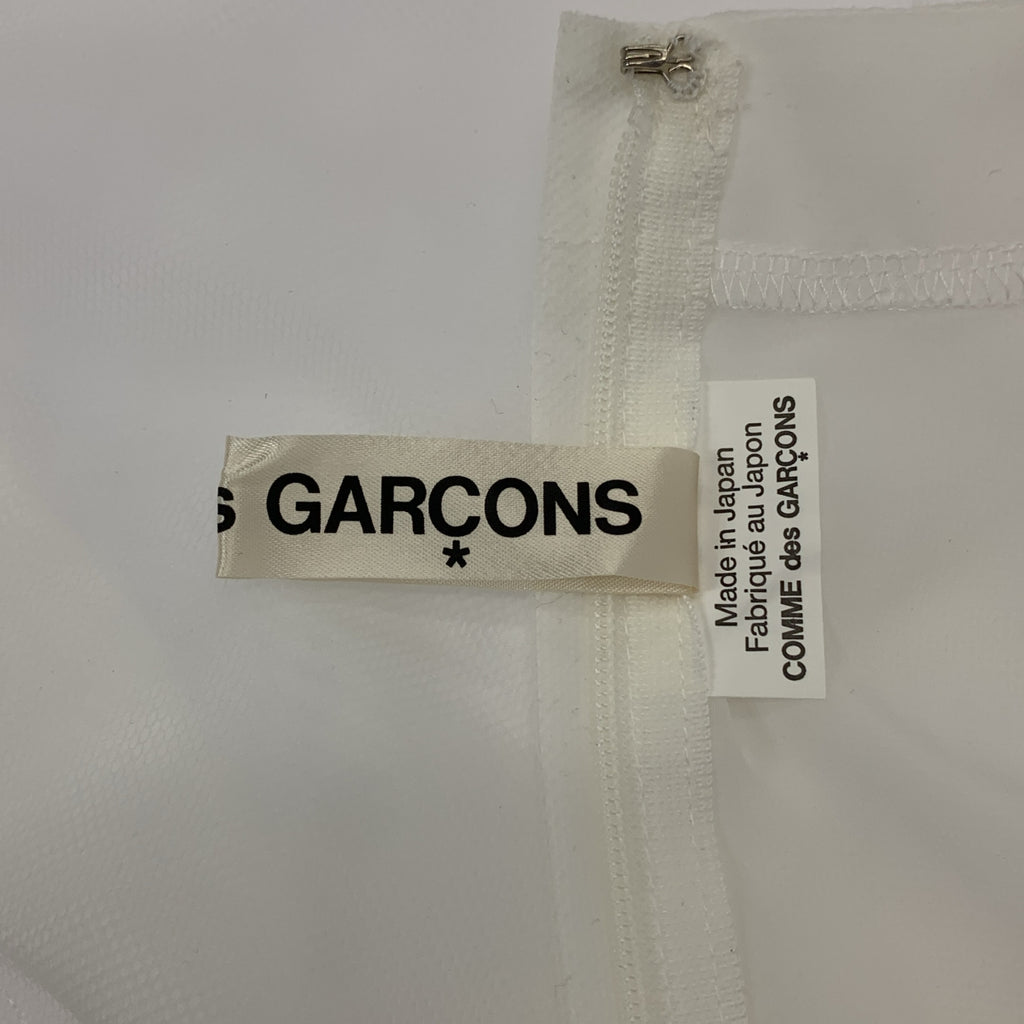 s GARÇONS
*
Made in Japan
Fabriqué au Japon
COMME des GARÇONS
*